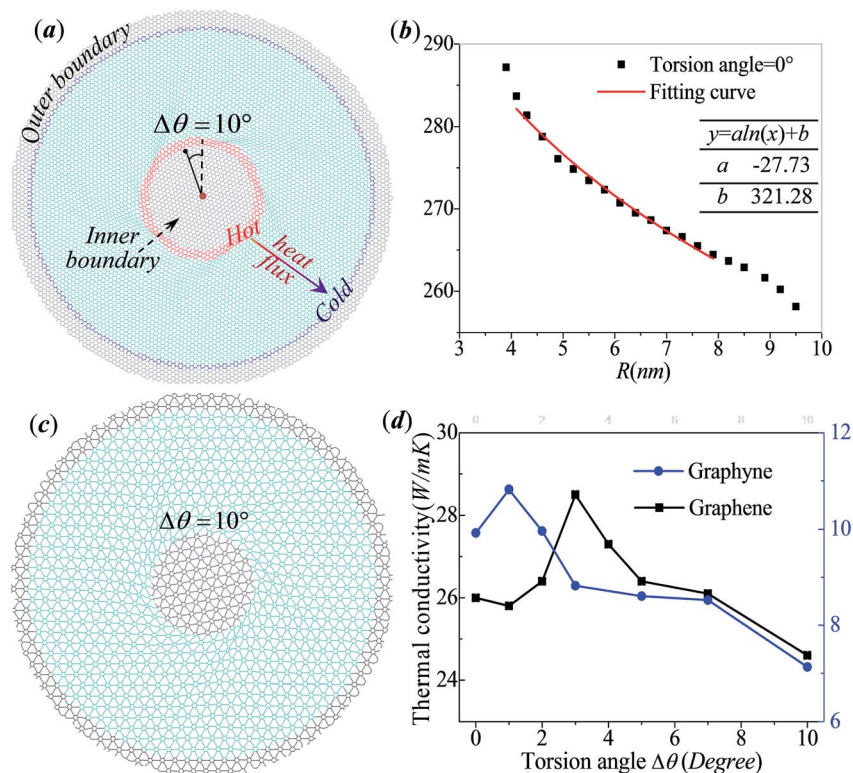 (a)
Outer boundary
Δθ = 10°
Inner
boundary
Hot
heat
flux
Cold
(b)
290
280
270
260
3 4 5 6 7 8 9 10
R(nm)
Torsion angle=0°
Fitting curve
y=aln(x)+b
a -27.73
b 321.28
(c)
Δθ = 10°
(d)
0 2 4 6 8 10
30
28
26
24
Thermal conductivity(W/mK)
Graphyne
Graphene
12
10
8
6
0 2 4 6 8 10
Torsion angle Δθ (Degree)